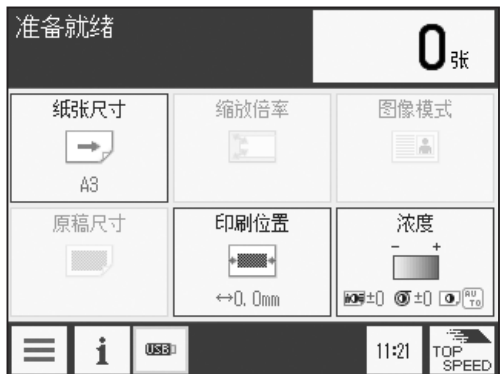 准备就绪
0张
纸张尺寸
缩放倍率
图像模式
A3
原稿尺寸
印刷位置
浓度
- +
↔0. 0mm
±0 ±0 AUTO
i
USB
11:21
TOP SPEED